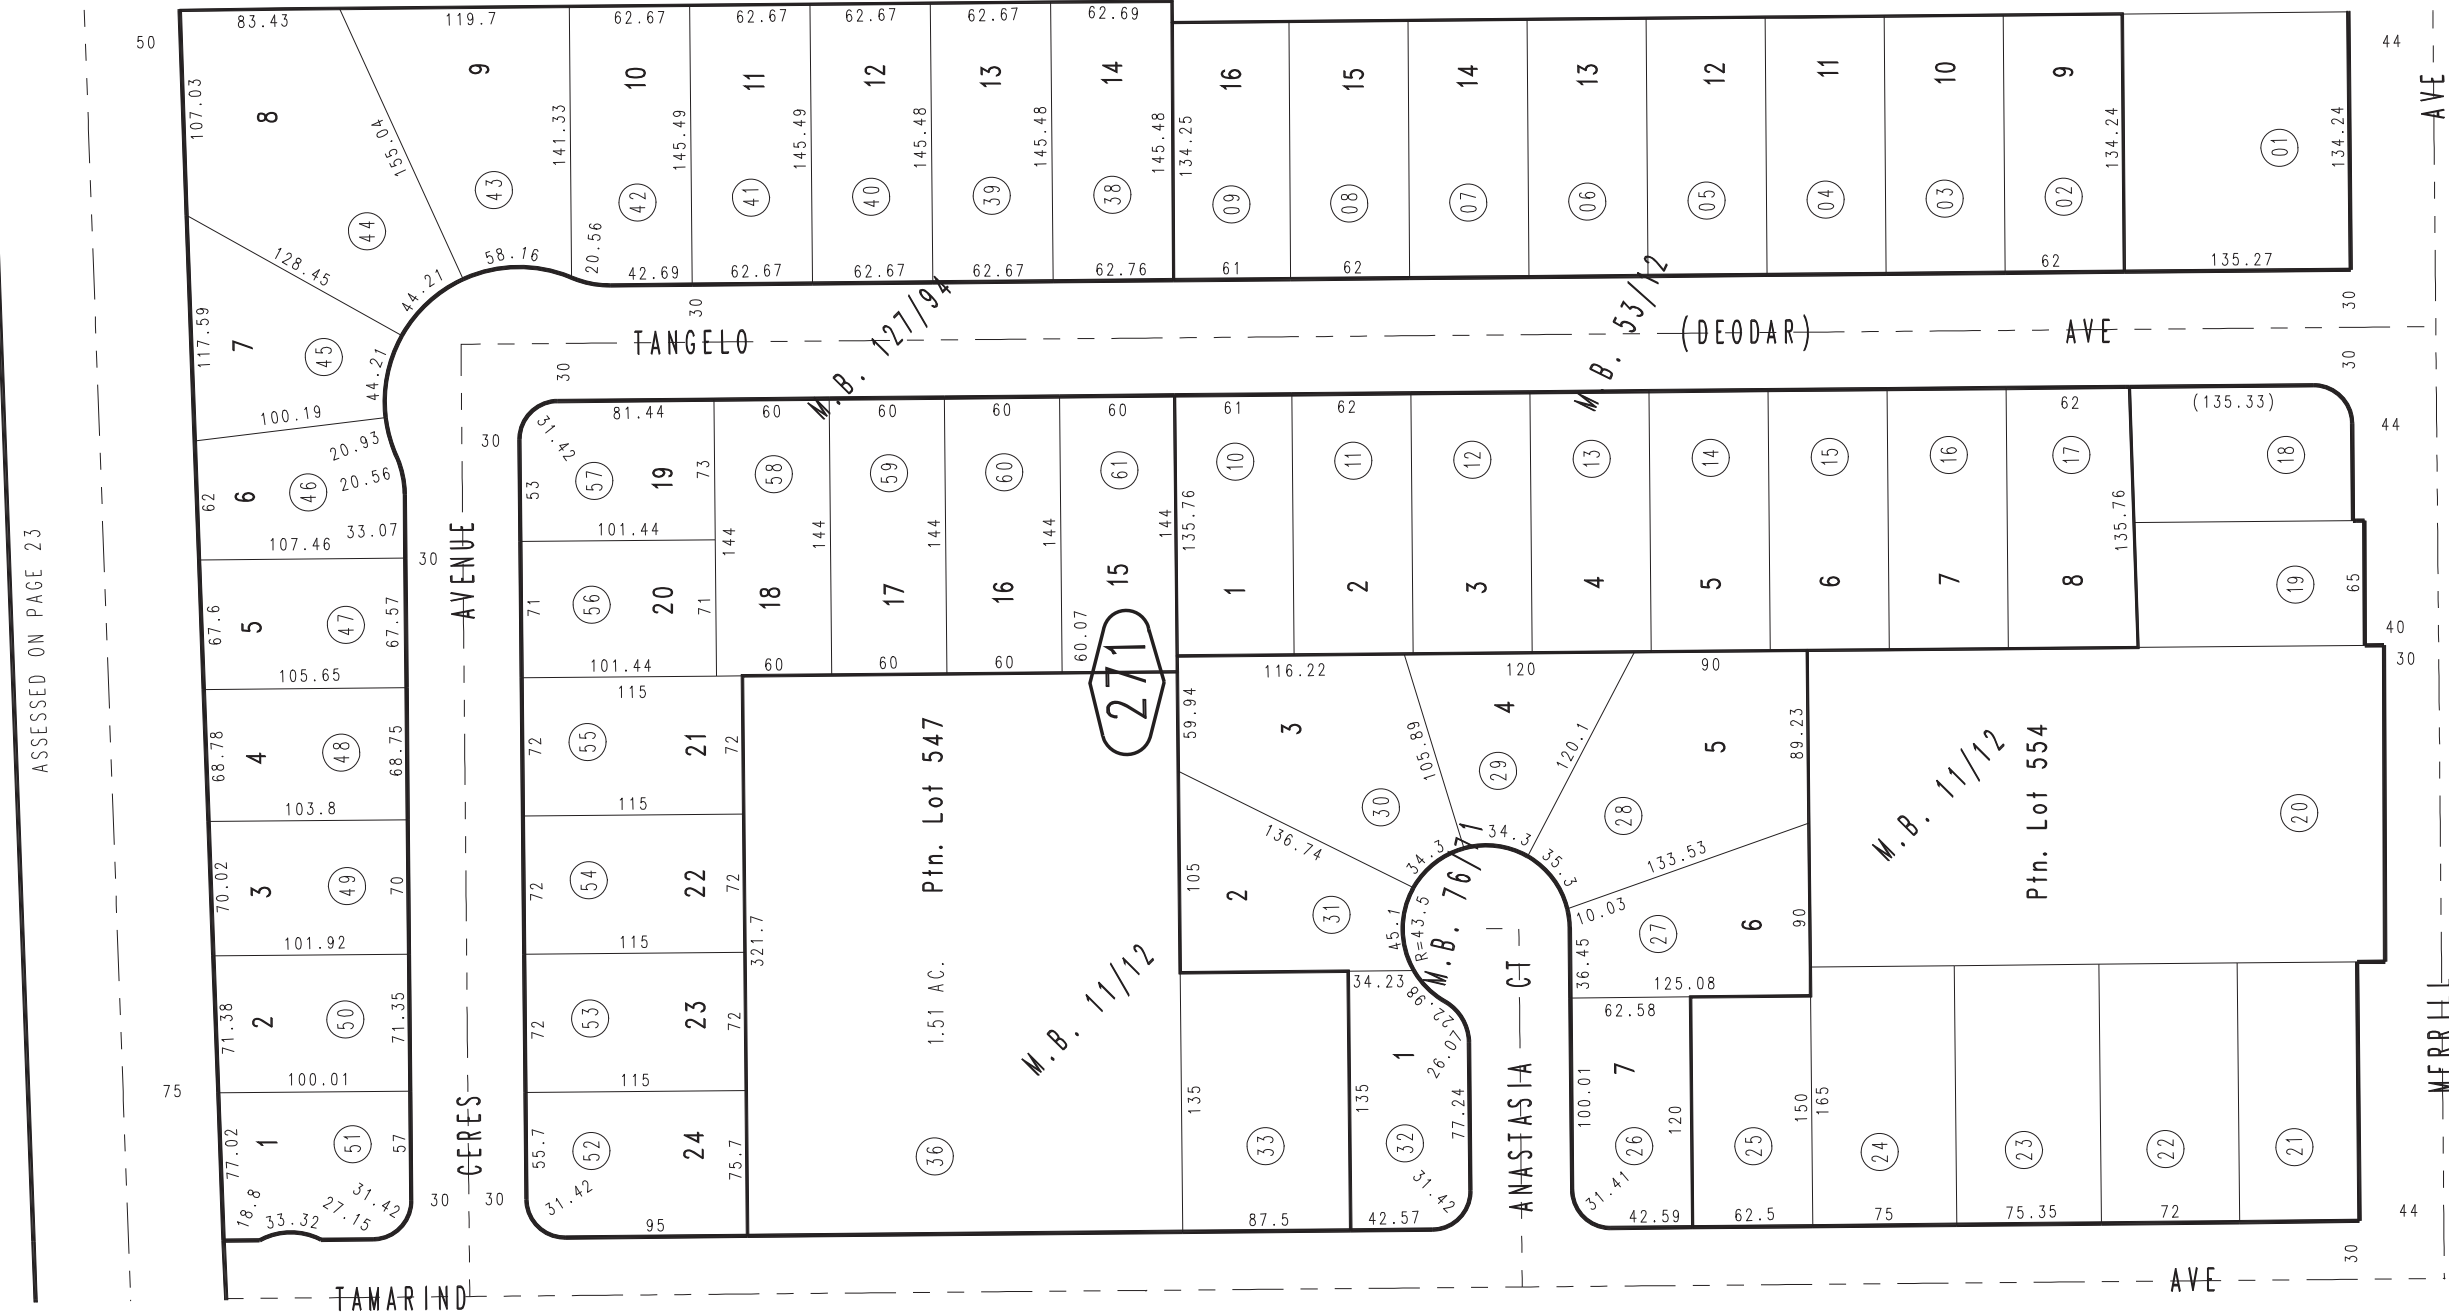 83.43 119.7 62.67 62.67 62.67 62.67 62.69
50 44
AVE
8 9 10 11 12 13 14 16 15 14 13 12 11 10 9
107.03 155.04 141.33 145.49 145.49 145.48 145.48 145.48 134.25 134.24 134.24
44 43 42 41 40 39 38 09 08 07 06 05 04 03 02 01
128.45 44.21 58.16 20.56 42.69 62.67 62.67 62.67 62.76 61 62 62 135.27
30 30
117.59 7 45 44.21
TANGELO (DEODAR) AVE
M.B. 127/94
M.B. 53/12
30 30
100.19 20.93 20.56
30 31.42 81.44 60 60 60 60 61 62 62 (135.33) 44
62 6 46 33.07 107.46
53 57 19 73 58 59 60 61 10 11 12 13 14 15 16 17 18
101.44 144 144 144 144 144 135.76 135.76
ASSESSED ON PAGE 23
30 AVENUE
71 56 20 71 18 17 16 15 1 2 3 4 5 6 7 8 19 65
67.6 5 47 67.57
105.65 101.44 60 60 60 60.07 40
271
115 116.22 120 90 30
68.78 4 48 68.75 72 55 21 72
Ptn. Lot 547
59.94 3 105.89 4 29 120.1 5 89.23
M.B. 11/12
Ptn. Lot 554
103.8 115 30 28 20
136.74 34.3 34.3 35.3 133.53
M.B. 76/71
70.02 3 49 70 72 54 22 72
105 2 31 45.1 R=43.5 10.03 27 6 90
101.92 115 321.7
1.51 AC.
M.B. 11/12
34.23 22.98 36.45 125.08
CT
71.38 2 50 71.35 72 53 23 72
1 26.07 62.58 7
MERRILL
75 100.01 115
135 135 77.24 ANASTASIA 100.01 120 150 165
77.02 1 51 57 CERES 55.7 52 24 75.7 36 33 32 26 25 24 23 22 21
18.8 33.32 27.15 31.42 30 30 31.42 95 87.5 42.57 31.42 31.41 42.59 62.5 75 75.35 72 44
30
TAMARIND AVE